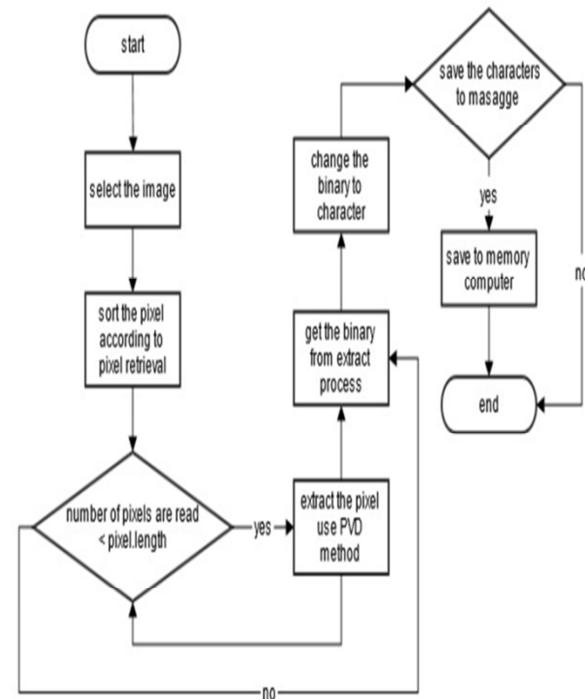 start
select the image
sort the pixel
according to
pixel retrieval
number of pixels are read
< pixel.length
yes
extract the pixel
use PVD
method
no
get the binary
from extract
process
change the
binary to
character
save the characters
to masagge
yes
no
save to memory
computer
end